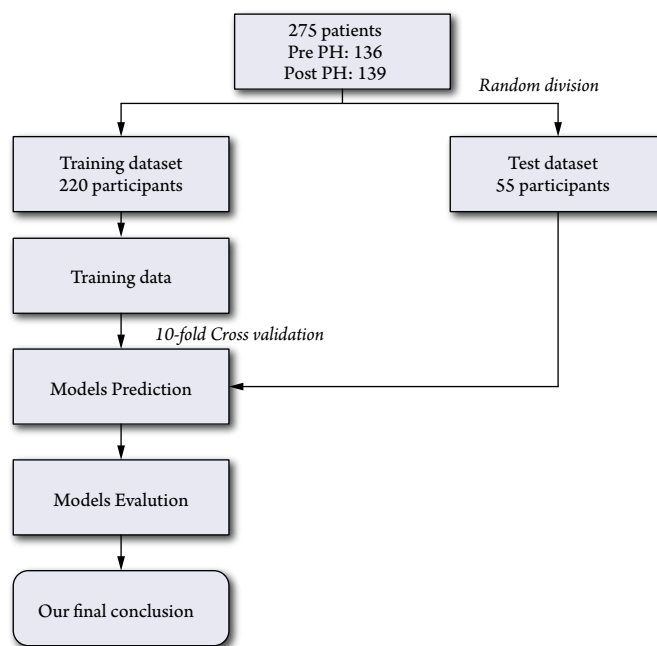 275 patients
Pre PH: 136
Post PH: 139
Random division
Training dataset
220 participants
Test dataset
55 participants
Training data
10-fold Cross validation
Models Prediction
Models Evalution
Our final conclusion